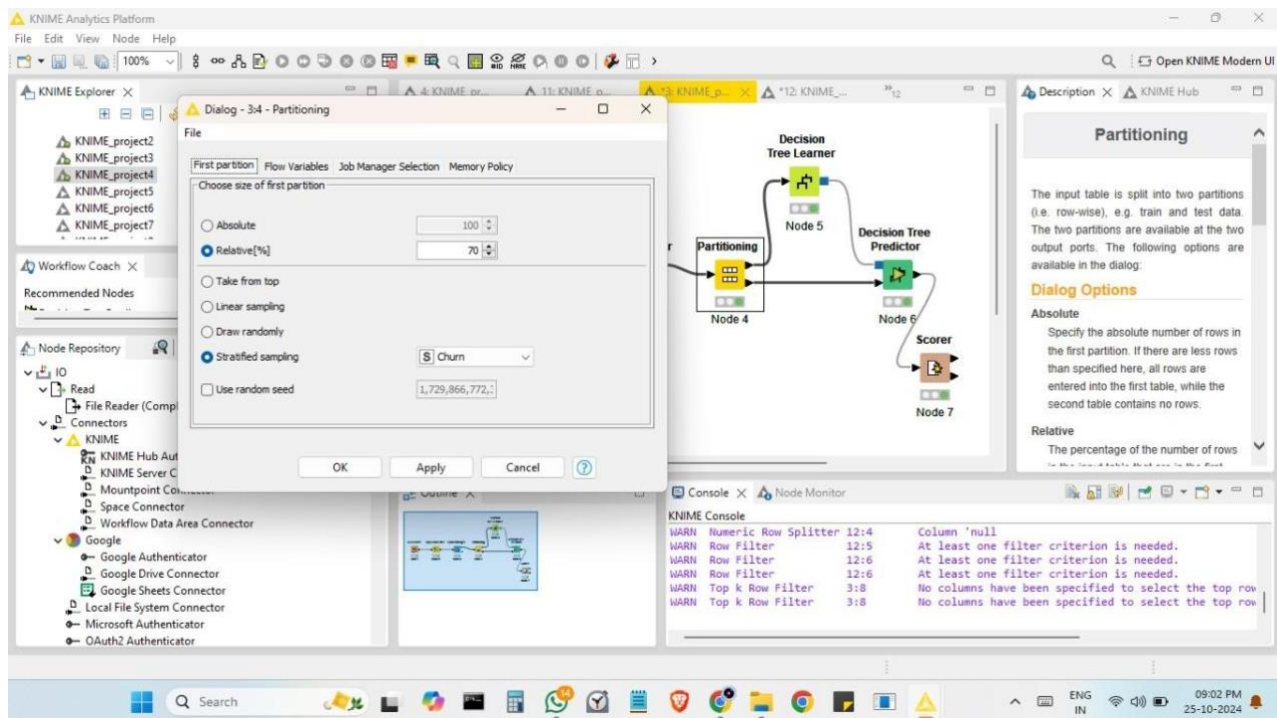 KNIME Analytics Platform
File Edit View Node Help
100%
Open KNIME Modern UI
KNIME Explorer
KNIME_project2
KNIME_project3
KNIME_project4
KNIME_project5
KNIME_project6
KNIME_project7
Workflow Coach
Recommended Nodes
Node Repository
IO
Read
File Reader (Compl
Connectors
KNIME
KNIME Hub Aut
KNIME Server C
Mountpoint Connector
Space Connector
Workflow Data Area Connector
Google
Google Authenticator
Google Drive Connector
Google Sheets Connector
Local File System Connector
Microsoft Authenticator
OAuth2 Authenticator
Dialog - 3:4 - Partitioning
File
First partition Flow Variables Job Manager Selection Memory Policy
Choose size of first partition
Absolute 100
Relative[%] 70
Take from top
Linear sampling
Draw randomly
Stratified sampling S Churn
Use random seed 1,729,866,772,
OK Apply Cancel
4: KNIME_pr... 11: KNIME_p... *3: KNIME_p... *12: KNIME_... »12
Decision
Tree Learner
Node 5
Partitioning
Node 4
Decision Tree
Predictor
Node 6
Scorer
Node 7
Description KNIME Hub
Partitioning
The input table is split into two partitions
(i.e. row-wise), e.g. train and test data.
The two partitions are available at the two
output ports. The following options are
available in the dialog:
Dialog Options
Absolute
Specify the absolute number of rows in
the first partition. If there are less rows
than specified here, all rows are
entered into the first table, while the
second table contains no rows.
Relative
The percentage of the number of rows
in the input table that are in the first
Outline
Console Node Monitor
KNIME Console
WARN Numeric Row Splitter 12:4 Column 'null
WARN Row Filter 12:5 At least one filter criterion is needed.
WARN Row Filter 12:6 At least one filter criterion is needed.
WARN Row Filter 12:6 At least one filter criterion is needed.
WARN Top k Row Filter 3:8 No columns have been specified to select the top row
WARN Top k Row Filter 3:8 No columns have been specified to select the top row
Search
14
ENG
IN
09:02 PM
25-10-2024